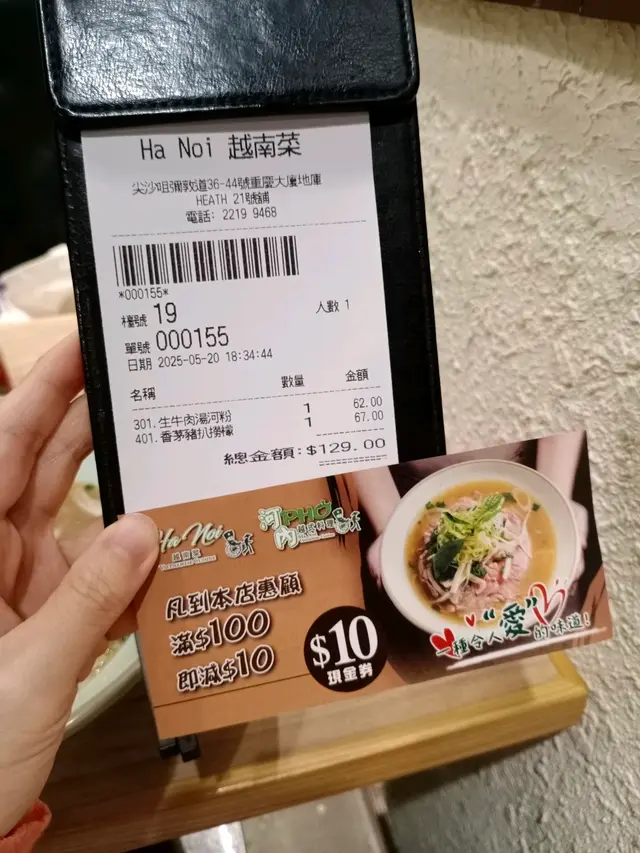 Ha Noi 越南菜
尖沙咀彌敦道36-44號重慶大廈地庫
HEATH 21號舖
電話: 2219 9468
*000155*
檯號 19 人數 1
單號 000155
日期 2025-05-20 18:34:44
名稱 數量 金額
301.生牛肉湯河粉 1 62.00
401.香茅豬扒撈檬 1 67.00
總金額:$129.00
Ha Noi
越南菜
河內 PHO
凡到本店惠顧
滿$100
即減$10
$10
現金券
一種令人"愛"
的味道!